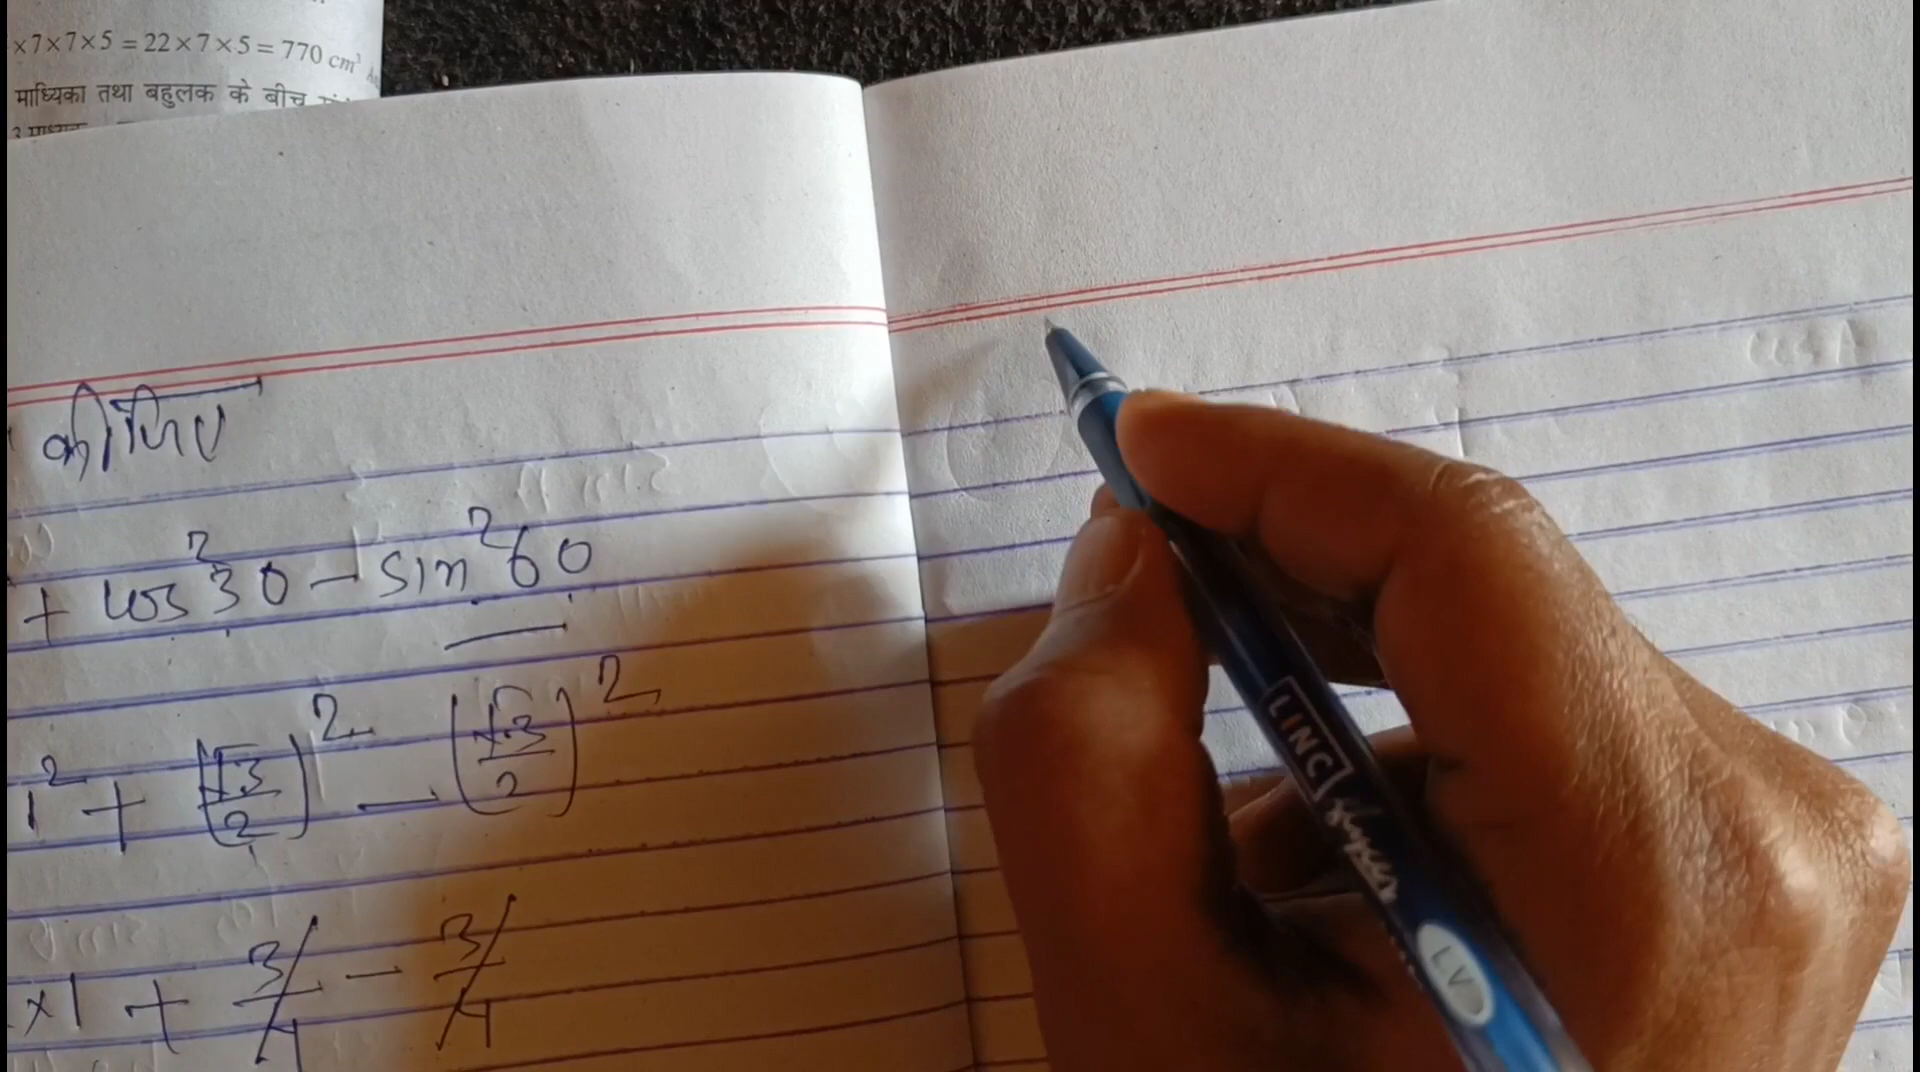 ×7×7×5 = 22×7×5 = 770 cm³
माध्यिका तथा बहुलक के बीच
कीजिए
+ cos²30 - sin²60
1² + (√3/2)² - (√3/2)²
×1 + 3/4 - 3/4
LINC
LV